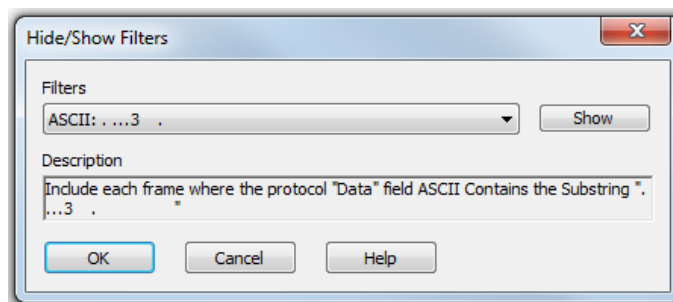 Hide/Show Filters
Filters
ASCII: . ...3 .
Show
Description
Include each frame where the protocol "Data" field ASCII Contains the Substring ".
...3 . "
OK
Cancel
Help